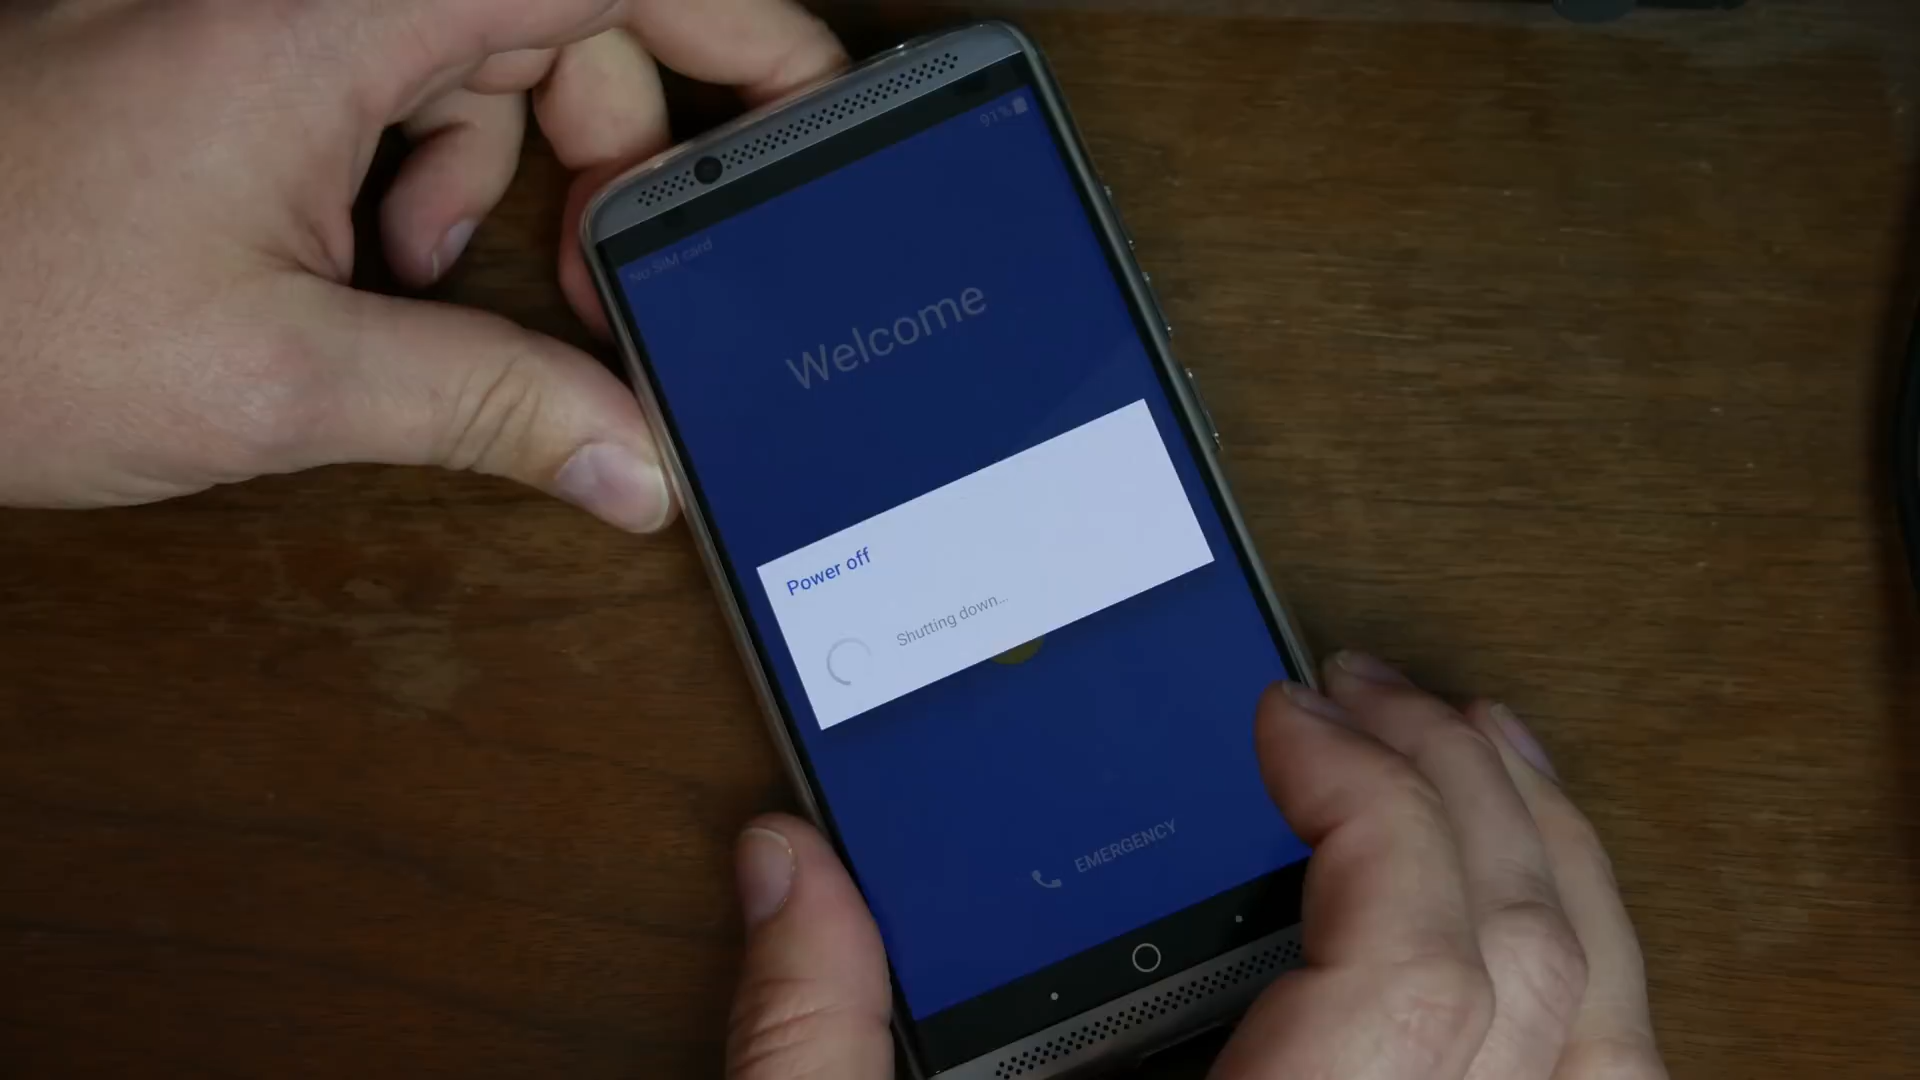 91%
No SIM card
Welcome
Power off
Shutting down...
EMERGENCY